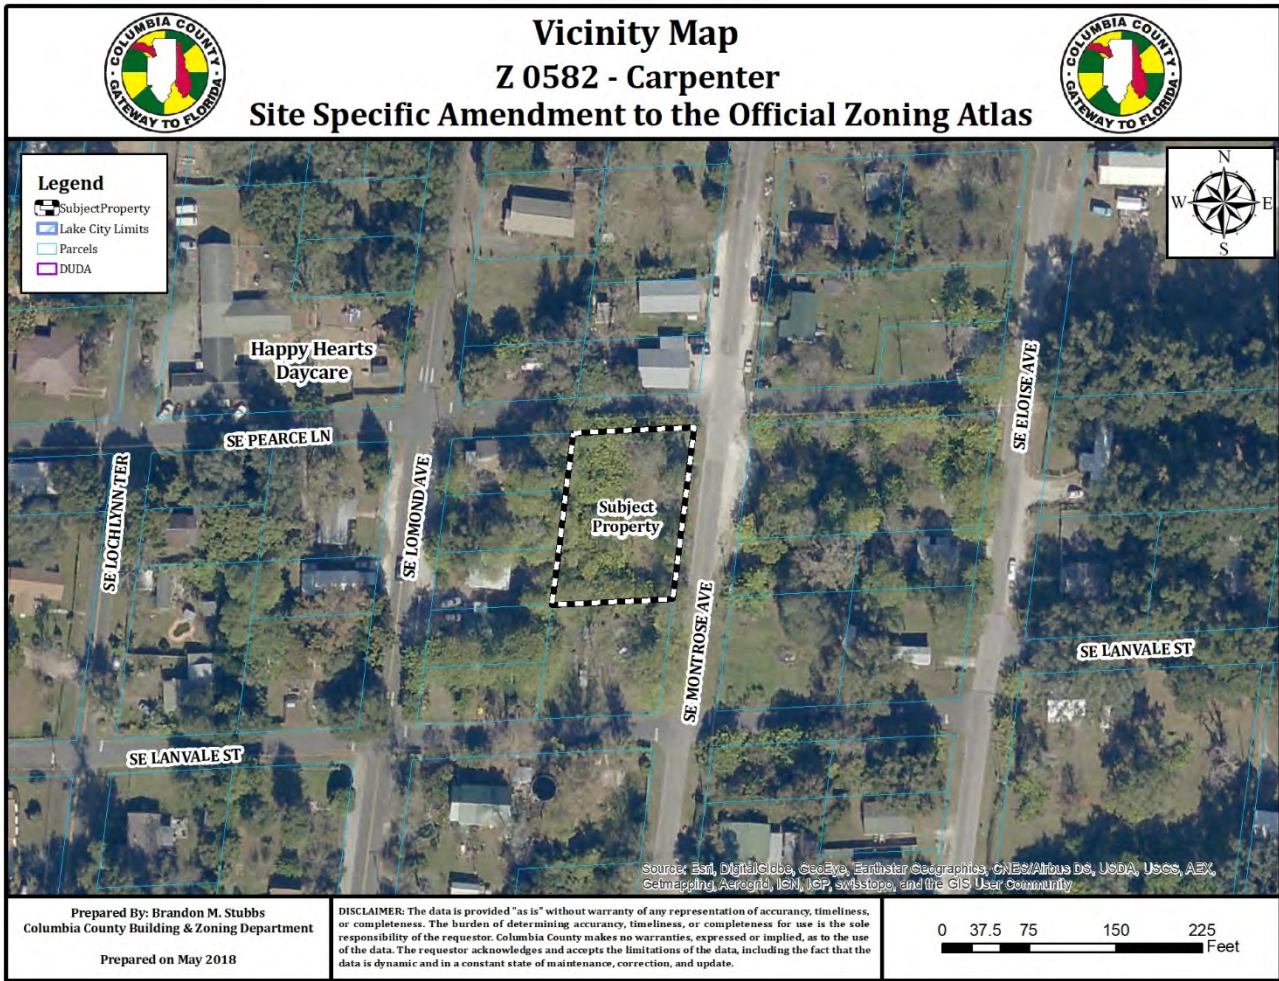 Vicinity Map
Z 0582 - Carpenter
Site Specific Amendment to the Official Zoning Atlas
COLUMBIA COUNTY
GATEWAY TO FLORIDA
COLUMBIA COUNTY
GATEWAY TO FLORIDA
Legend
SubjectProperty
Lake City Limits
Parcels
DUDA
N
W E
S
Happy Hearts
Daycare
SE PEARCE LN
SE LOCHLYNN TER
SE LOMOND AVE
SE ELOISE AVE
Subject
Property
SE MONTROSE AVE
SE LANVALE ST
SE LANVALE ST
Source: Esri, DigitalGlobe, GeoEye, Earthstar Geographics, CNES/Airbus DS, USDA, USGS, AEX,
Getmapping, Aerogrid, IGN, IGP, swisstopo, and the GIS User Community
Prepared By: Brandon M. Stubbs
Columbia County Building & Zoning Department
Prepared on May 2018
DISCLAIMER: The data is provided "as is" without warranty of any representation of accurancy, timeliness,
or completeness. The burden of determining accuracy, timeliness, or completeness for use is the sole
responsibility of the requestor. Columbia County makes no warranties, expressed or implied, as to the use
of the data. The requestor acknowledges and accepts the limitations of the data, including the fact that the
data is dynamic and in a constant state of maintenance, correction, and update.
0 37.5 75 150 225
Feet